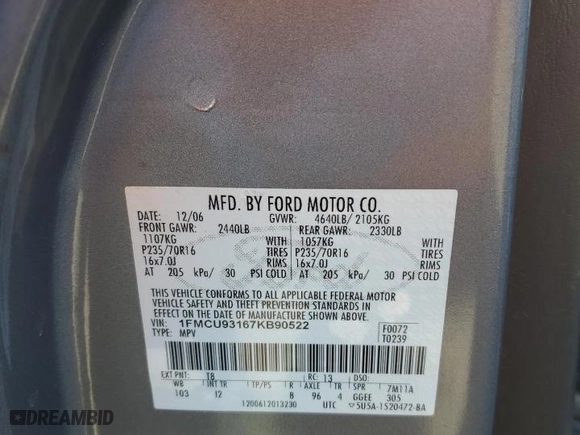 MFD. BY FORD MOTOR CO.
DATE: 12/06 GVWR: 4640LB/ 2105KG
FRONT GAWR: 2440LB REAR GAWR: 2330LB
1107KG 1057KG
P235/70R16 TIRES P235/70R16 TIRES
16x7.0J RIMS 16x7.0J RIMS
AT 205 kPa/ 30 PSI COLD AT 205 kPa/ 30 PSI COLD
THIS VEHICLE CONFORMS TO ALL APPLICABLE FEDERAL MOTOR
VEHICLE SAFETY AND THEFT PREVENTION STANDARDS IN
EFFECT ON THE DATE OF MANUFACTURE SHOWN ABOVE.
VIN: 1FMCU93167KB90522 F0072
TYPE: MPV T0239
EXT PNT: T8 RC: 13 DSO:
WB INT TR TP/PS R AXLE TR SPR 7M11A
103 12 8 96 4 GGEE 305
1200612013230 UTC 5U5A-1520472-BA
DREAMBID